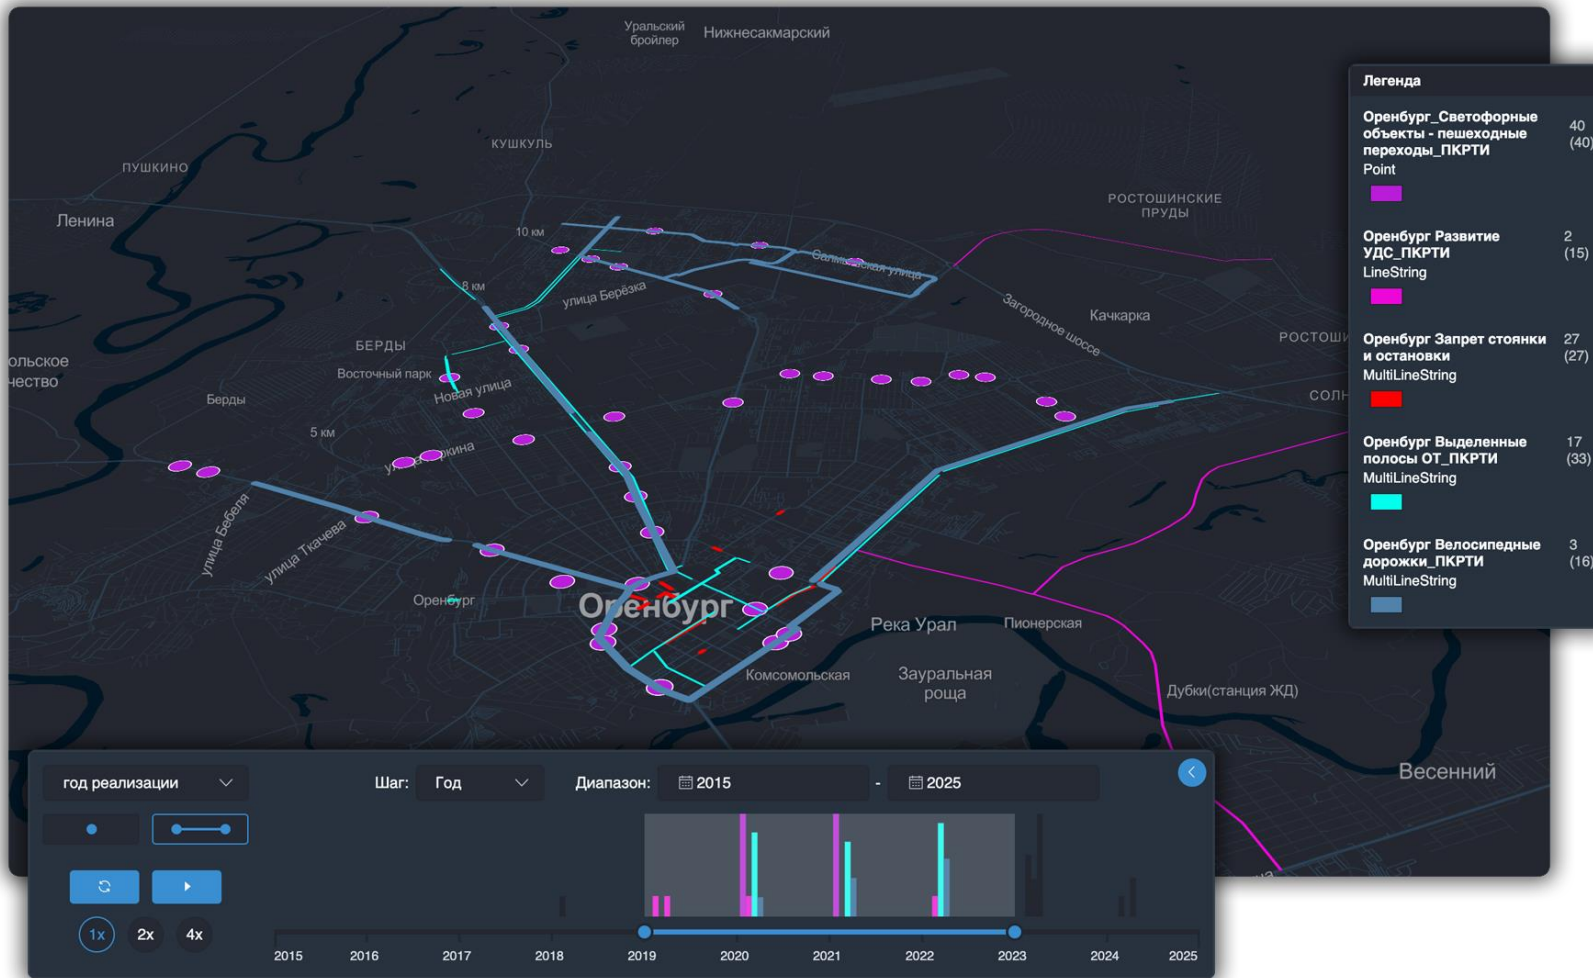 Уральский
бройлер
Нижнесакмарский
КУШКУЛЬ
ПУШКИНО
Ленина
РОСТОШИНСКИЕ
ПРУДЫ
10 км
Салмышская улица
8 км
улица Берёзка
Загородное шоссе
Качкарка
БЕРДЫ
РОСТОШИ
ольское
чество
Восточный парк
Новая улица
Берды
СОЛН
5 км
улица Бебеля
улица Ткачева
Оренбург
Оренбург
Река Урал
Пионерская
Комсомольская
Зауральная
роща
Дубки(станция ЖД)
Весенний
Легенда
Оренбург_Светофорные
объекты - пешеходные
переходы_ПКРТИ
40
(40)
Point
Оренбург Развитие
УДС_ПКРТИ
2
(15)
LineString
Оренбург Запрет стоянки
и остановки
27
(27)
MultiLineString
Оренбург Выделенные
полосы ОТ_ПКРТИ
17
(33)
MultiLineString
Оренбург Велосипедные
дорожки_ПКРТИ
3
(16)
MultiLineString
год реализации
Шаг:
Год
Диапазон:
2015
-
2025
1x
2x
4x
2015
2016
2017
2018
2019
2020
2021
2022
2023
2024
2025